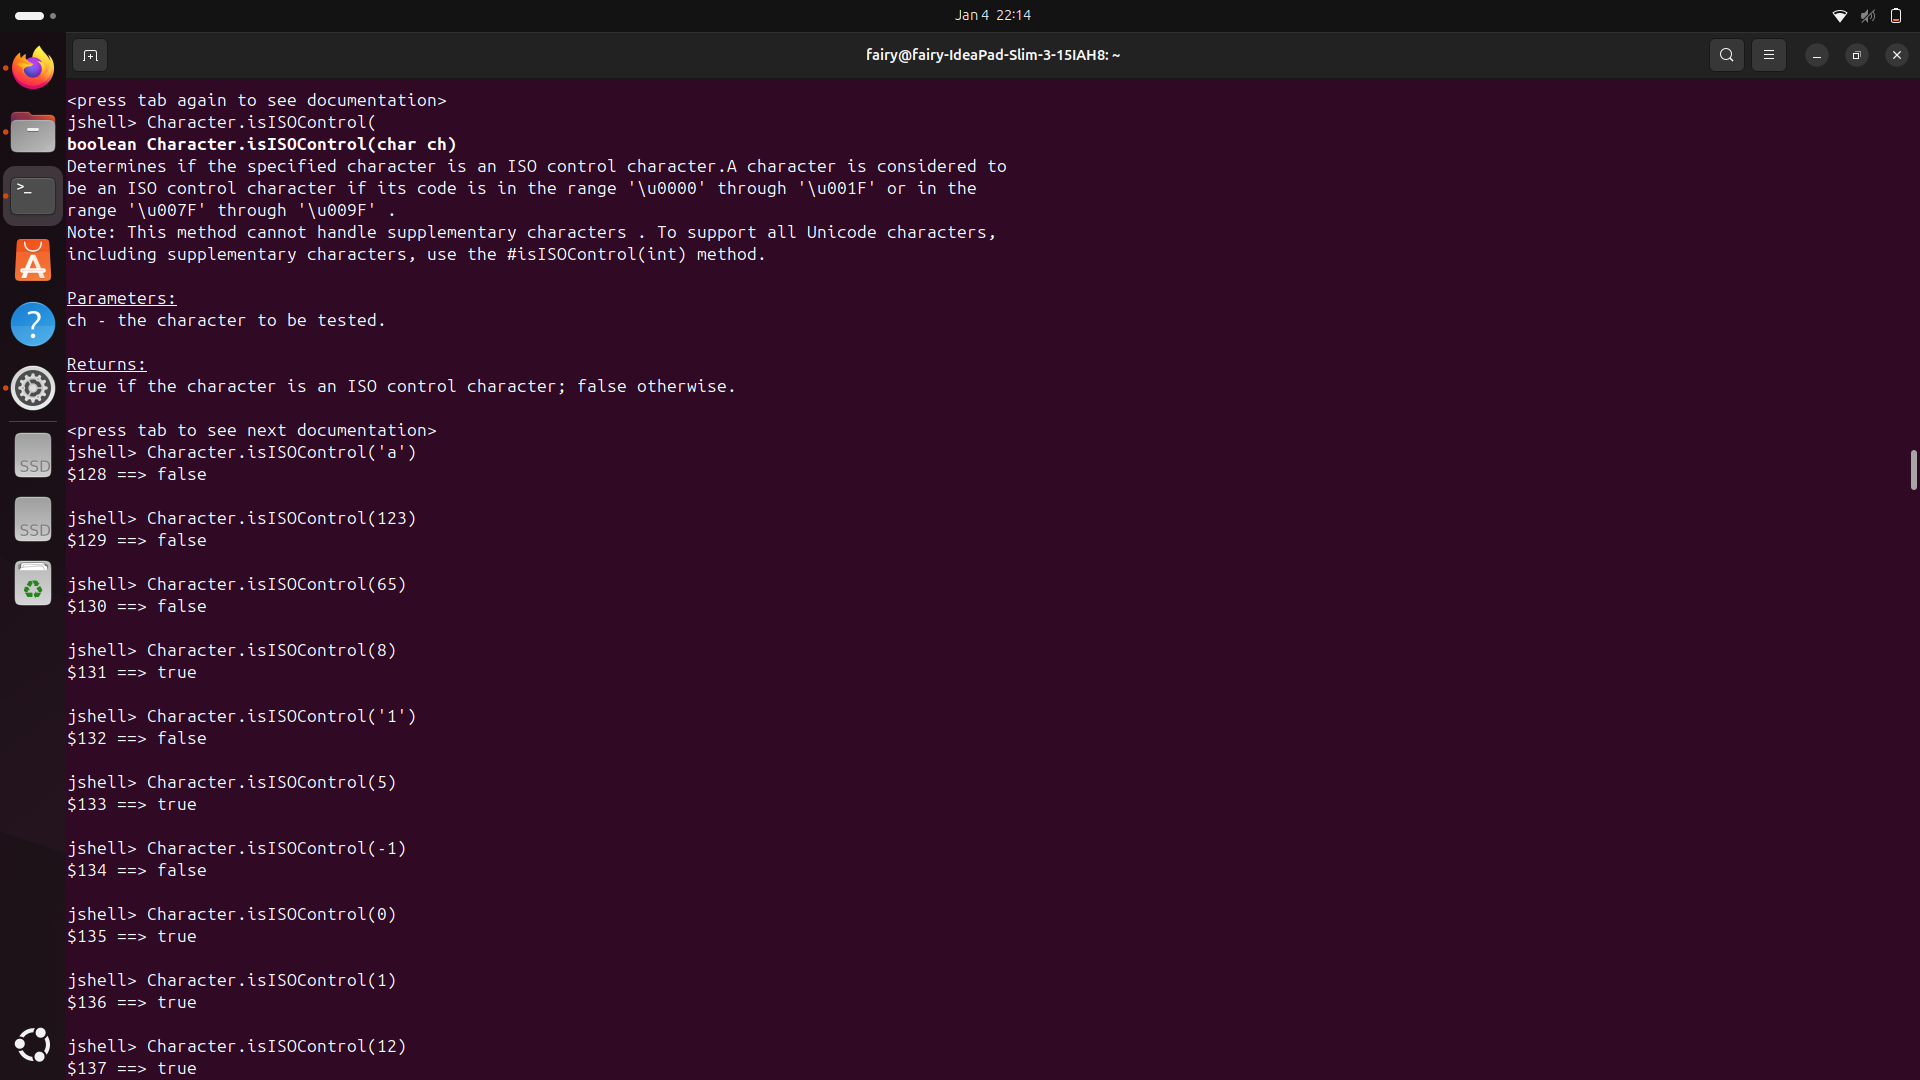 Jan 4 22:14
fairy@fairy-IdeaPad-Slim-3-15IAH8: ~
<press tab again to see documentation>
jshell> Character.isISOControl(
boolean Character.isISOControl(char ch)
Determines if the specified character is an ISO control character.A character is considered to
be an ISO control character if its code is in the range '\u0000' through '\u001F' or in the
range '\u007F' through '\u009F' .
Note: This method cannot handle supplementary characters . To support all Unicode characters,
including supplementary characters, use the #isISOControl(int) method.
Parameters:
ch - the character to be tested.
Returns:
true if the character is an ISO control character; false otherwise.
<press tab to see next documentation>
jshell> Character.isISOControl('a')
$128 ==> false
jshell> Character.isISOControl(123)
$129 ==> false
jshell> Character.isISOControl(65)
$130 ==> false
jshell> Character.isISOControl(8)
$131 ==> true
jshell> Character.isISOControl('1')
$132 ==> false
jshell> Character.isISOControl(5)
$133 ==> true
jshell> Character.isISOControl(-1)
$134 ==> false
jshell> Character.isISOControl(0)
$135 ==> true
jshell> Character.isISOControl(1)
$136 ==> true
jshell> Character.isISOControl(12)
$137 ==> true
>_
?
SSD
SSD